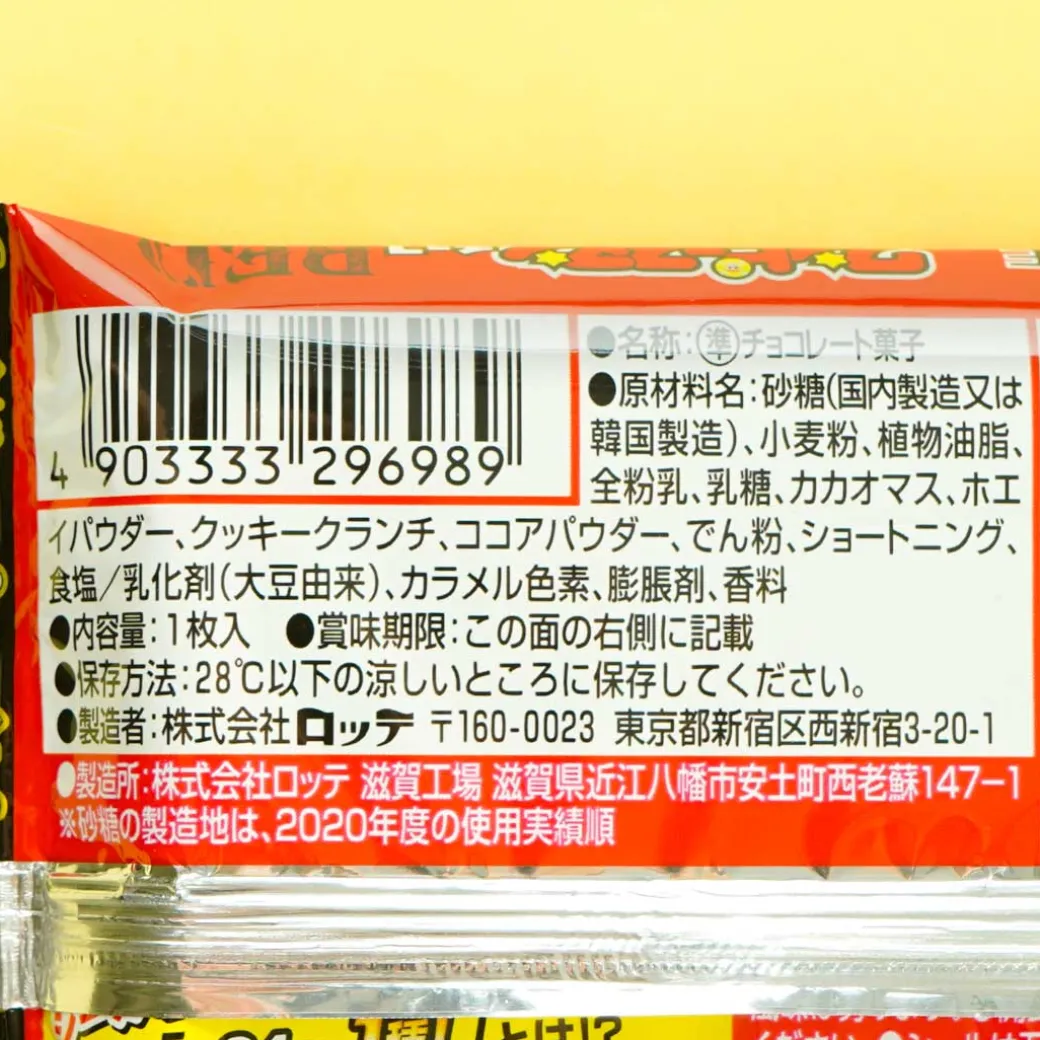 4 903333 296989
●名称:準チョコレート菓子
●原材料名:砂糖(国内製造又は
韓国製造)、小麦粉、植物油脂、
全粉乳、乳糖、カカオマス、ホエ
イパウダー、クッキークランチ、ココアパウダー、でん粉、ショートニング、
食塩/乳化剤(大豆由来)、カラメル色素、膨脹剤、香料
●内容量:1枚入 ●賞味期限:この面の右側に記載
●保存方法:28℃以下の涼しいところに保存してください。
●製造者:株式会社ロッテ 〒160-0023 東京都新宿区西新宿3-20-1
●製造所:株式会社ロッテ 滋賀工場 滋賀県近江八幡市安土町西老蘇147-1
※砂糖の製造地は、2020年度の使用実績順